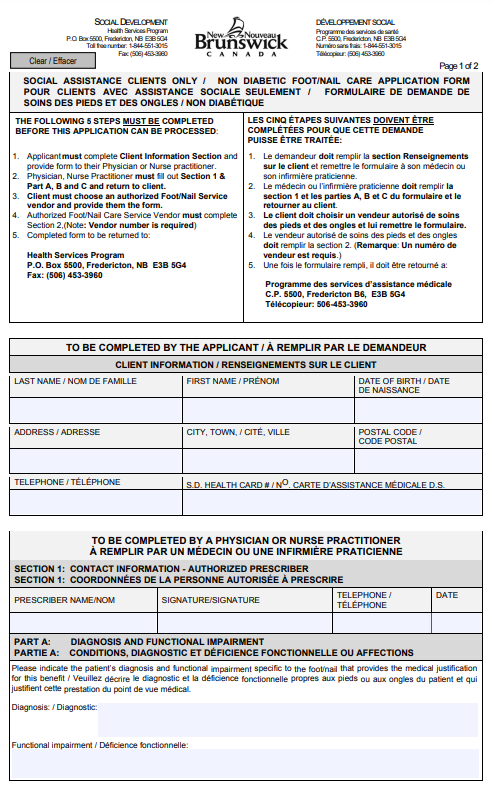 SOCIAL DEVELOPMENT
Health Services Program
P.O. Box 5500, Fredericton, NB E3B 5G4
Toll free number: 1-844-551-3015
Fax: (506) 453-3960
New Nouveau
Brunswick
CANADA
DÉVELOPPEMENT SOCIAL
Programme des services de santé
C.P. 5500, Fredericton, NB E3B 5G4
Numéro sans frais: 1-844-551-3015
Télécopieur: (506) 453-3960
Clear / Effacer
Page 1 of 2
SOCIAL ASSISTANCE CLIENTS ONLY / NON DIABETIC FOOT/NAIL CARE APPLICATION FORM
POUR CLIENTS AVEC ASSISTANCE SOCIALE SEULEMENT / FORMULAIRE DE DEMANDE DE
SOINS DES PIEDS ET DES ONGLES / NON DIABÉTIQUE
THE FOLLOWING 5 STEPS MUST BE COMPLETED
BEFORE THIS APPLICATION CAN BE PROCESSED:
1. Applicant must complete Client Information Section and
provide form to their Physician or Nurse practitioner.
2. Physician, Nurse Practitioner must fill out Section 1 &
Part A, B and C and return to client.
3. Client must choose an authorized Foot/Nail Service
vendor and provide them the form.
4. Authorized Foot/Nail Care Service Vendor must complete
Section 2,(Note: Vendor number is required)
5. Completed form to be returned to:
Health Services Program
P.O. Box 5500, Fredericton, NB E3B 5G4
Fax: (506) 453-3960
LES CINQ ÉTAPES SUIVANTES DOIVENT ÊTRE
COMPLÉTÉES POUR QUE CETTE DEMANDE
PUISSE ÊTRE TRAITÉE:
1. Le demandeur doit remplir la section Renseignements
sur le client et remettre le formulaire à son médecin ou
son infirmière praticienne.
2. Le médecin ou l'infirmière praticienne doit remplir la
section 1 et les parties A, B et C du formulaire et le
retourner au client.
3. Le client doit choisir un vendeur autorisé de soins
des pieds et des ongles et lui remettre le formulaire.
4. Le vendeur autorisé de soins des pieds et des ongles
doit remplir la section 2. (Remarque: Un numéro de
vendeur est requis.)
5. Une fois le formulaire rempli, il doit être retourné à:
Programme des services d'assistance médicale
C.P. 5500, Fredericton B6, E3B 5G4
Télécopieur: 506-453-3960
TO BE COMPLETED BY THE APPLICANT / À REMPLIR PAR LE DEMANDEUR
CLIENT INFORMATION / RENSEIGNEMENTS SUR LE CLIENT
LAST NAME / NOM DE FAMILLE
FIRST NAME / PRÉNOM
DATE OF BIRTH / DATE
DE NAISSANCE
ADDRESS / ADRESSE
CITY, TOWN, / CITÉ, VILLE
POSTAL CODE /
CODE POSTAL
TELEPHONE / TÉLÉPHONE
S.D. HEALTH CARD # / NO. CARTE D'ASSISTANCE MÉDICALE D.S.
TO BE COMPLETED BY A PHYSICIAN OR NURSE PRACTITIONER
À REMPLIR PAR UN MÉDECIN OU UNE INFIRMIÈRE PRATICIENNE
SECTION 1: CONTACT INFORMATION - AUTHORIZED PRESCRIBER
SECTION 1: COORDONNÉES DE LA PERSONNE AUTORISÉE À PRESCRIRE
PRESCRIBER NAME/NOM
SIGNATURE/SIGNATURE
TELEPHONE /
TÉLÉPHONE
DATE
PART A: DIAGNOSIS AND FUNCTIONAL IMPAIRMENT
PARTIE A: CONDITIONS, DIAGNOSTIC ET DÉFICIENCE FONCTIONELLE OU AFFECTIONS
Please indicate the patient's diagnosis and functional impairment specific to the foot/nail that provides the medical justification
for this benefit / Veuillez décrire le diagnostic et la déficience fonctionnelle propres aux pieds ou aux ongles du patient et qui
justifient cette prestation du point de vue médical.
Diagnosis: / Diagnostic:
Functional impairment / Déficience fonctionnelle: